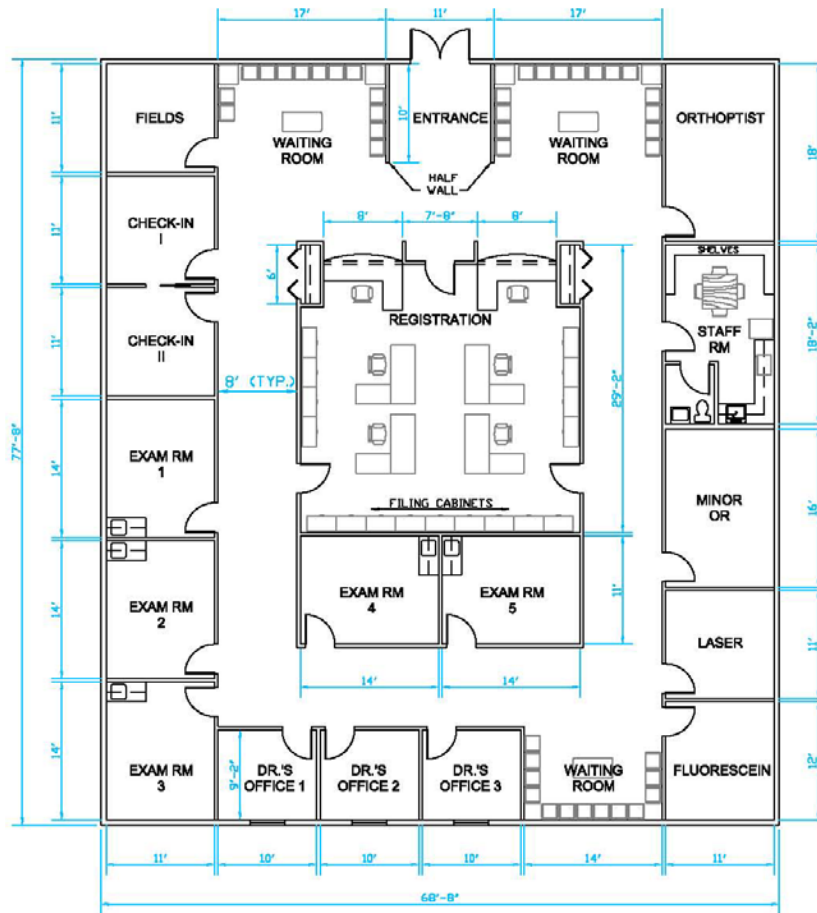 17'
11'
17'
FIELDS
WAITING
ROOM
10'
ENTRANCE
WAITING
ROOM
ORTHOPTIST
11'
18'
HALF
WALL
CHECK-IN
I
11'
8'
7'-8"
8'
6'
SHELVES
STAFF
RM
18'-2"
REGISTRATION
CHECK-IN
II
11'
8' (TYP.)
29'-2"
77'-8"
EXAM RM
1
14'
FILING CABINETS
MINOR
OR
16'
EXAM RM
2
14'
EXAM RM
4
EXAM RM
5
11'
LASER
11'
14'
14'
EXAM RM
3
14'
9'-2"
DR.'S
OFFICE 1
DR.'S
OFFICE 2
DR.'S
OFFICE 3
WAITING
ROOM
FLUORESCEIN
12'
11'
10'
10'
10'
14'
11'
68'-8"